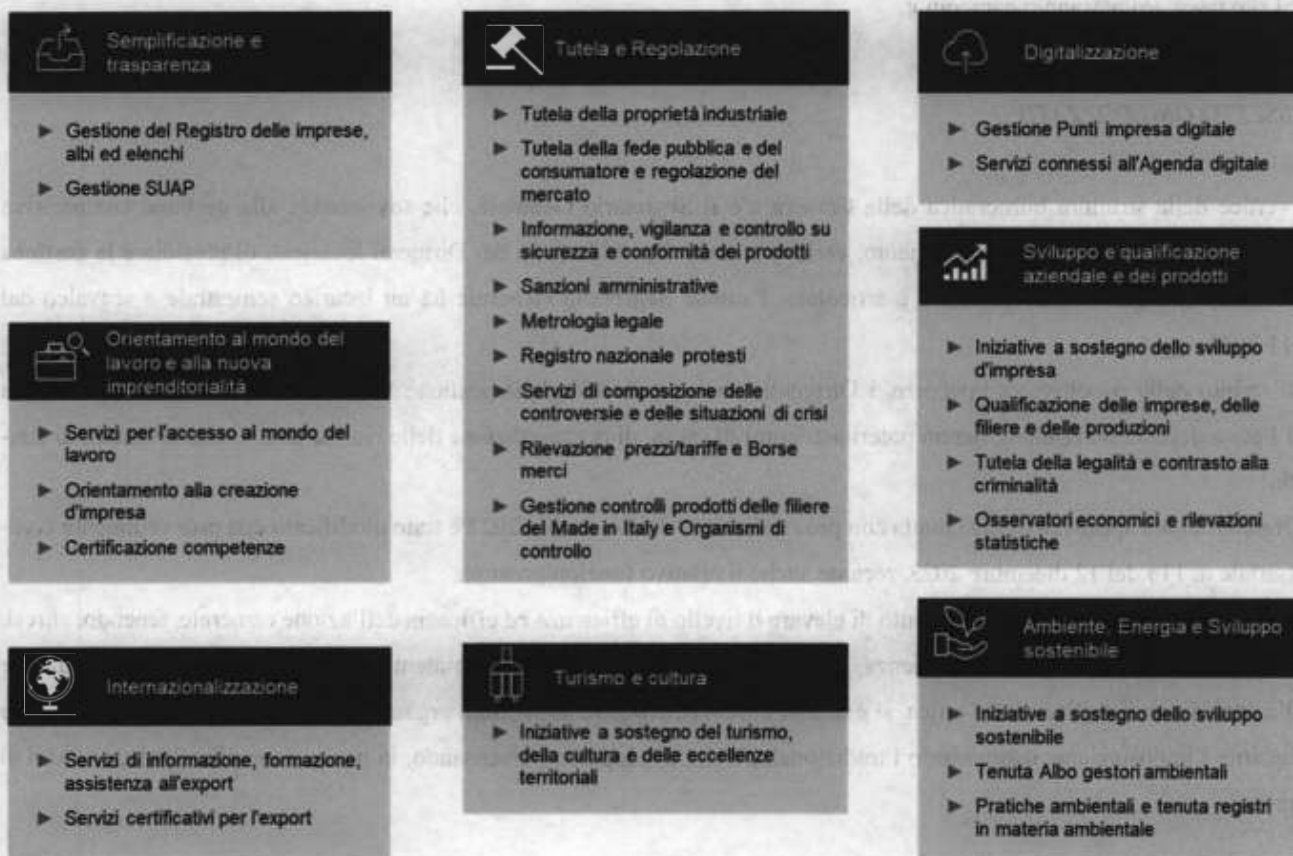 Semplificazione e
trasparenza
► Gestione del Registro delle imprese,
albi ed elenchi
► Gestione SUAP
Orientamento al mondo del
lavoro e alla nuova
imprenditorialità
► Servizi per l'accesso al mondo del
lavoro
► Orientamento alla creazione
d'impresa
► Certificazione competenze
Internazionalizzazione
► Servizi di informazione, formazione,
assistenza all'export
► Servizi certificativi per l'export
Tutela e Regolazione
► Tutela della proprietà industriale
► Tutela della fede pubblica e del
consumatore e regolazione del
mercato
► Informazione, vigilanza e controllo su
sicurezza e conformità dei prodotti
► Sanzioni amministrative
► Metrologia legale
► Registro nazionale protesti
► Servizi di composizione delle
controversie e delle situazioni di crisi
► Rilevazione prezzi/tariffe e Borse
merci
► Gestione controlli prodotti delle filiere
del Made in Italy e Organismi di
controllo
Turismo e cultura
► Iniziative a sostegno del turismo,
della cultura e delle eccellenze
territoriali
Digitalizzazione
► Gestione Punti impresa digitale
► Servizi connessi all'Agenda digitale
Sviluppo e qualificazione
aziendale e dei prodotti
► Iniziative a sostegno dello sviluppo
d'impresa
► Qualificazione delle imprese, delle
filiere e delle produzioni
► Tutela della legalità e contrasto alla
criminalità
► Osservatori economici e rilevazioni
statistiche
Ambiente, Energia e Sviluppo
sostenibile
► Iniziative a sostegno dello sviluppo
sostenibile
► Tenuta Albo gestori ambientali
► Pratiche ambientali e tenuta registri
in materia ambientale